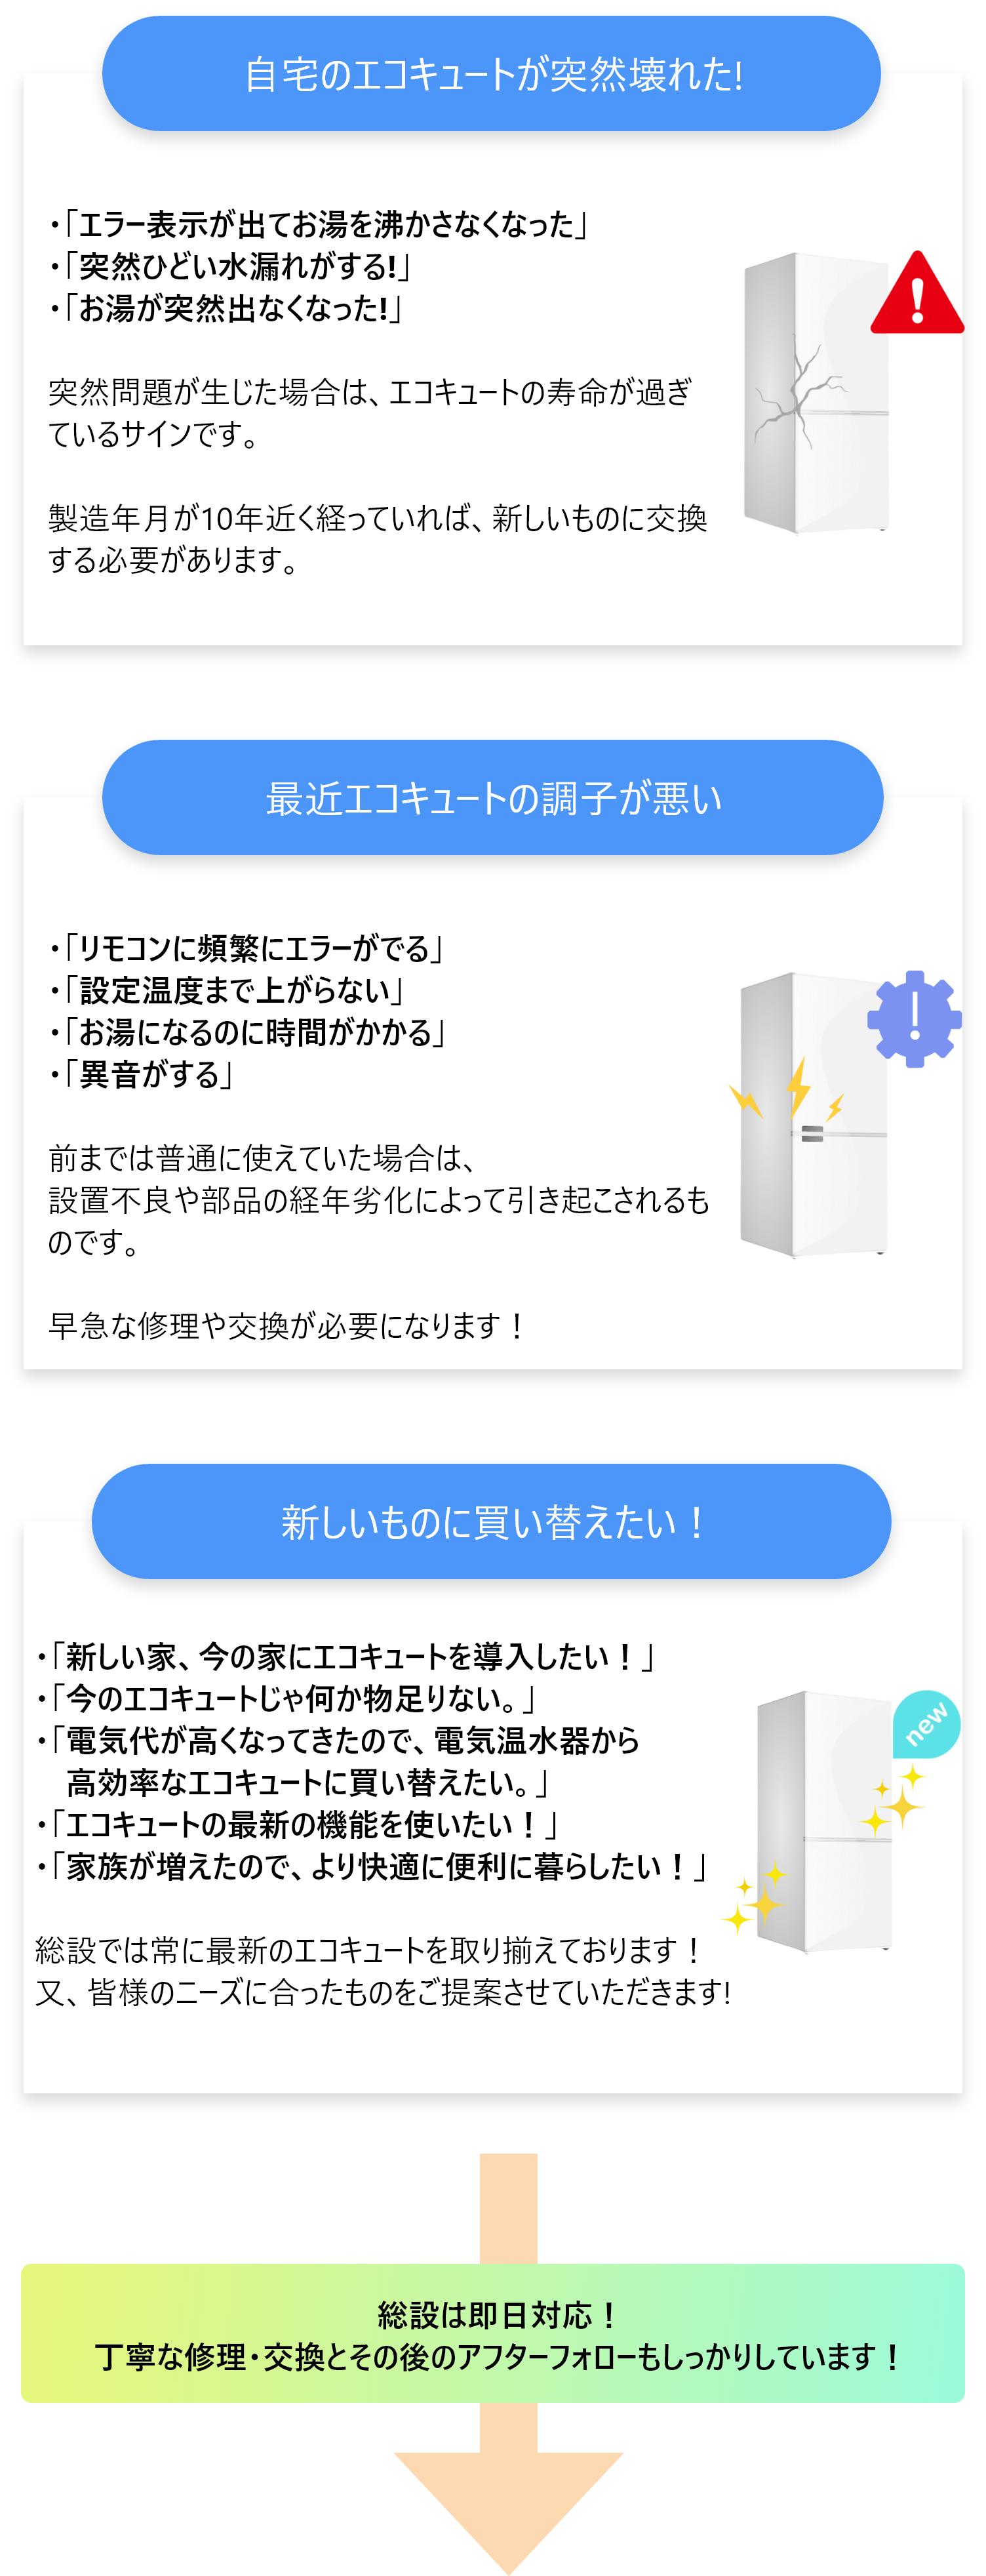 自宅のエコキュートが突然壊れた!
・「エラー表示が出てお湯を沸かさなくなった」
・「突然ひどい水漏れがする!」
・「お湯が突然出なくなった!」
突然問題が生じた場合は、エコキュートの寿命が過ぎ
ているサインです。
製造年月が10年近く経っていれば、新しいものに交換
する必要があります。
最近エコキュートの調子が悪い
・「リモコンに頻繁にエラーがでる」
・「設定温度まで上がらない」
・「お湯になるのに時間がかかる」
・「異音がする」
前までは普通に使えていた場合は、
設置不良や部品の経年劣化によって引き起こされるも
のです。
早急な修理や交換が必要になります！
新しいものに買い替えたい！
・「新しい家、今の家にエコキュートを導入したい！」
・「今のエコキュートじゃ何か物足りない。」
・「電気代が高くなってきたので、電気温水器から
高効率なエコキュートに買い替えたい。」
・「エコキュートの最新の機能を使いたい！」
・「家族が増えたので、より快適に便利に暮らしたい！」
new
総設では常に最新のエコキュートを取り揃えております！
又、皆様のニーズに合ったものをご提案させていただきます!
総設は即日対応！
丁寧な修理・交換とその後のアフターフォローもしっかりしています！